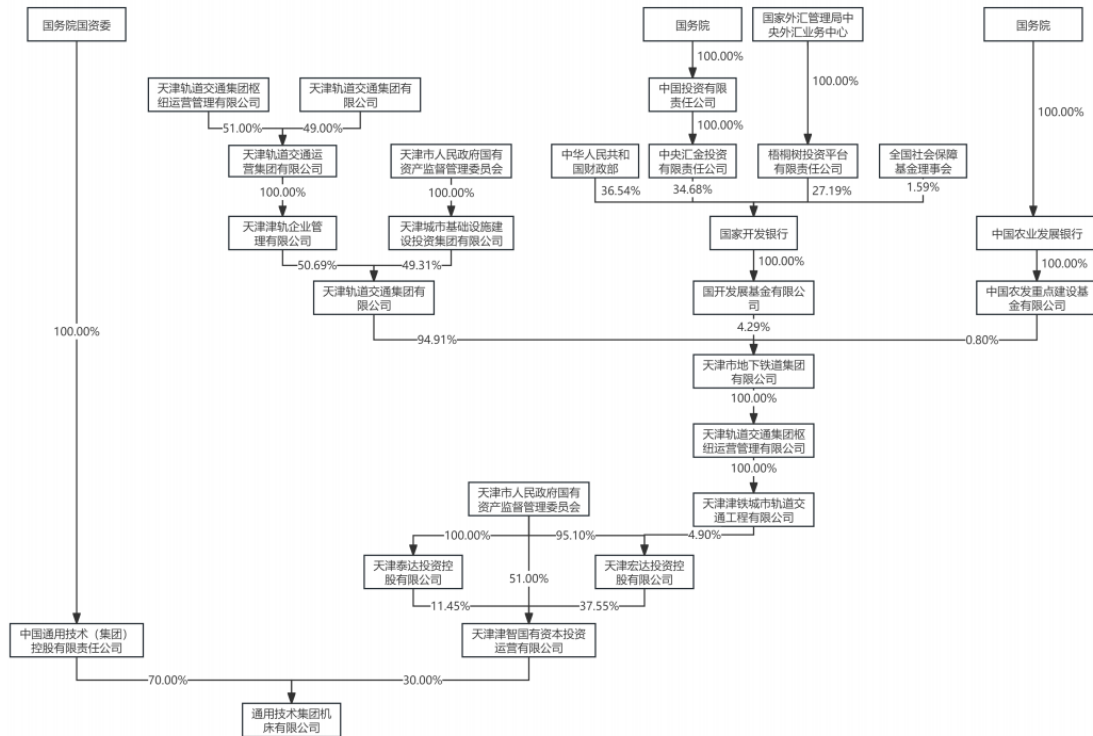 国务院国资委
国务院
国家外汇管理局中
央外汇业务中心
国务院
100.00%
天津轨道交通集团枢
纽运营管理有限公司
天津轨道交通集团有
限公司
中国投资有限
责任公司
100.00%
100.00%
51.00%
49.00%
100.00%
天津轨道交通运
营集团有限公司
天津市人民政府国有
资产监督管理委员会
中华人民共和
国财政部
中央汇金投资
有限责任公司
梧桐树投资平台
有限责任公司
全国社会保障
基金理事会
100.00%
100.00%
36.54%
34.68%
27.19%
1.59%
天津津轨企业管
理有限公司
天津城市基础设施建
设投资集团有限公司
国家开发银行
中国农业发展银行
50.69%
49.31%
100.00%
100.00%
天津轨道交通集团有
限公司
国开发展基金有限公
司
中国农发重点建设基
金有限公司
100.00%
94.91%
4.29%
0.80%
天津市地下铁道集团
有限公司
100.00%
天津轨道交通集团枢
纽运营管理有限公司
100.00%
天津市人民政府国有
资产监督管理委员会
天津津铁城市轨道交
通工程有限公司
100.00%
95.10%
4.90%
天津泰达投资控
股有限公司
51.00%
天津宏达投资控
股有限公司
11.45%
37.55%
中国通用技术（集团）
控股有限责任公司
天津津智国有资本投资
运营有限公司
70.00%
30.00%
通用技术集团机
床有限公司